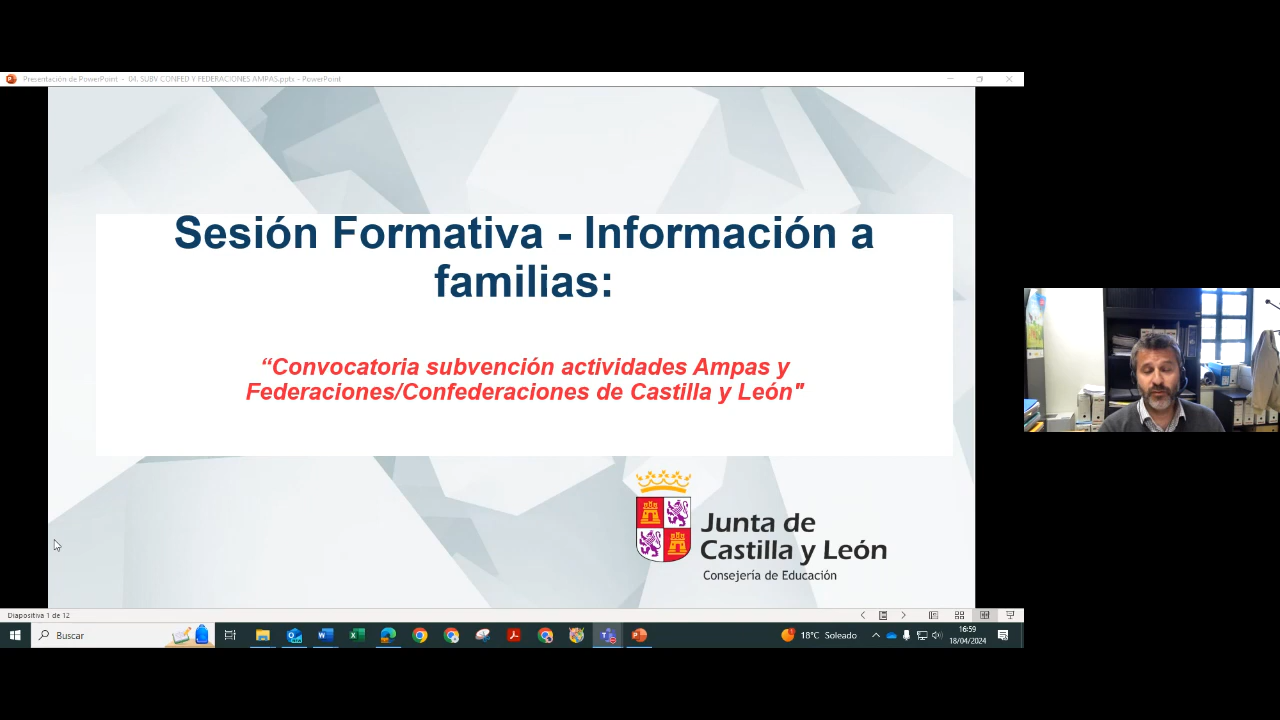 Presentación de PowerPoint - 04. SUBV CONFED Y FEDERACIONES AMPAS.pptx - PowerPoint
Sesión Formativa - Información a
familias:
“Convocatoria subvención actividades Ampas y
Federaciones/Confederaciones de Castilla y León"
Junta de
Castilla y León
Consejería de Educación
Diapositiva 1 de 12
Buscar
18°C Soleado
16:59
18/04/2024